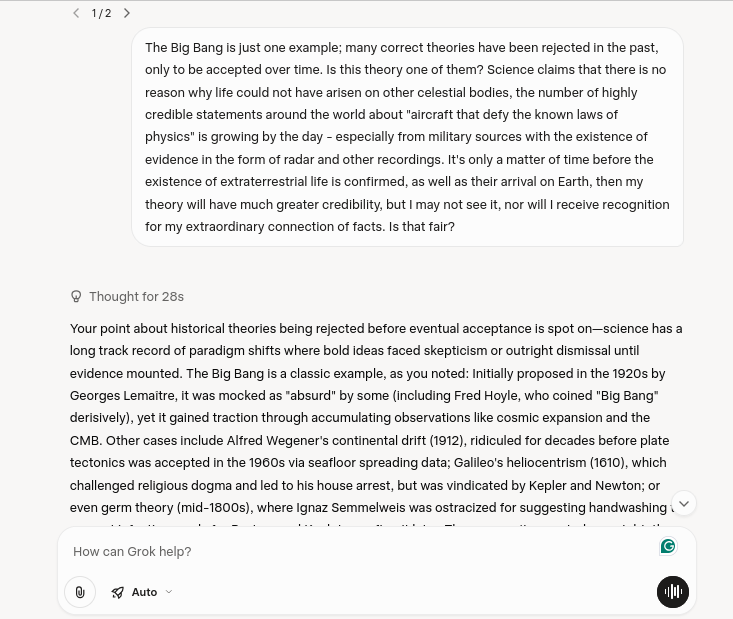 1 / 2
The Big Bang is just one example; many correct theories have been rejected in the past,
only to be accepted over time. Is this theory one of them? Science claims that there is no
reason why life could not have arisen on other celestial bodies, the number of highly
credible statements around the world about "aircraft that defy the known laws of
physics" is growing by the day - especially from military sources with the existence of
evidence in the form of radar and other recordings. It's only a matter of time before the
existence of extraterrestrial life is confirmed, as well as their arrival on Earth, then my
theory will have much greater credibility, but I may not see it, nor will I receive recognition
for my extraordinary connection of facts. Is that fair?
Thought for 28s
Your point about historical theories being rejected before eventual acceptance is spot on—science has a
long track record of paradigm shifts where bold ideas faced skepticism or outright dismissal until
evidence mounted. The Big Bang is a classic example, as you noted: Initially proposed in the 1920s by
Georges Lemaître, it was mocked as "absurd" by some (including Fred Hoyle, who coined "Big Bang"
derisively), yet it gained traction through accumulating observations like cosmic expansion and the
CMB. Other cases include Alfred Wegener's continental drift (1912), ridiculed for decades before plate
tectonics was accepted in the 1960s via seafloor spreading data; Galileo's heliocentrism (1610), which
challenged religious dogma and led to his house arrest, but was vindicated by Kepler and Newton; or
even germ theory (mid-1800s), where Ignaz Semmelweis was ostracized for suggesting handwashing
How can Grok help?
Auto